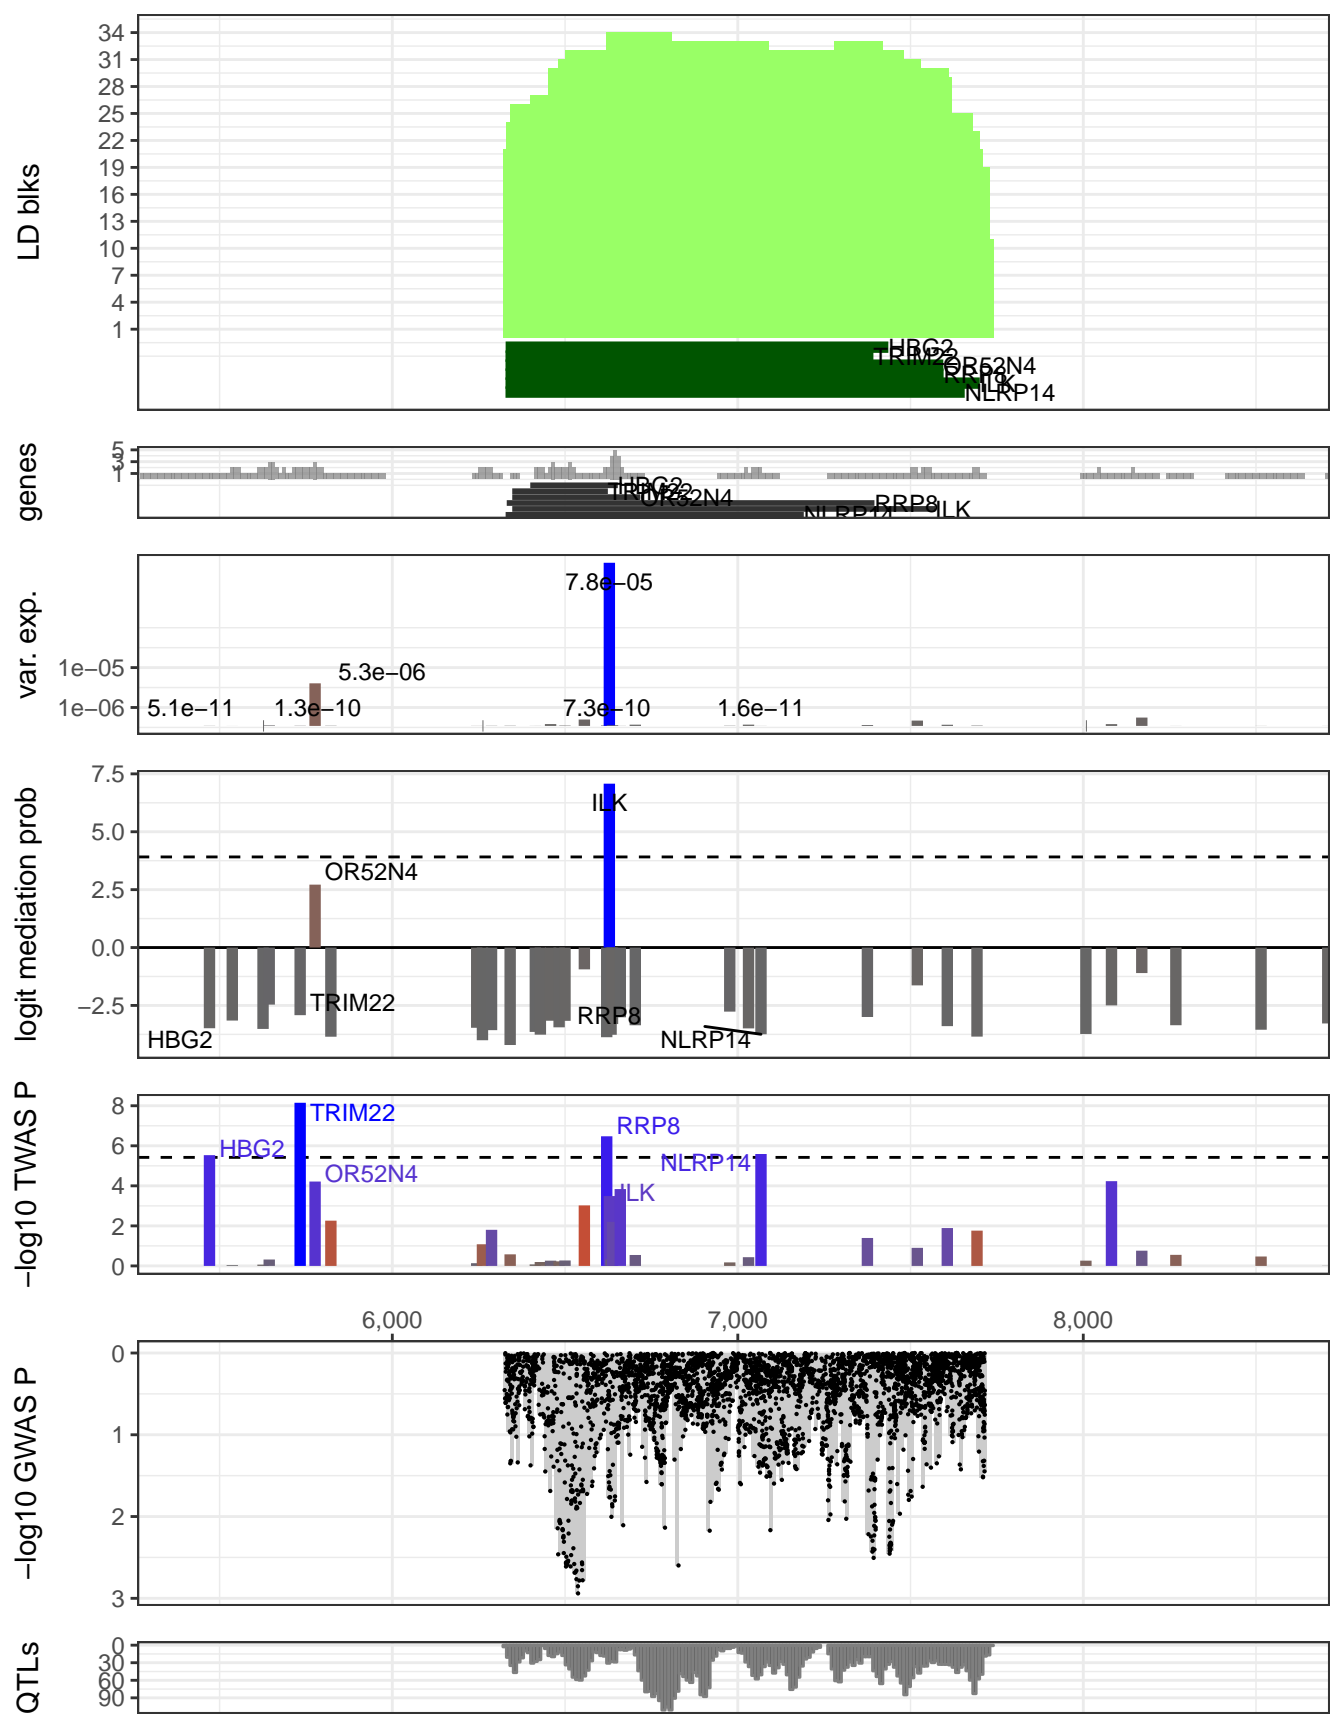 LD blks
34
31
28
25
22
19
16
13
10
7
4
1
HBG2
TRIM22
OR52N4
RRP8
ILK
NLRP14
genes
5
3
1
HBG2
TRIM22
OR52N4
RRP8
ILK
NLRP14
var. exp.
1e−05
1e−06
7.8e−05
5.3e−06
5.1e−11
1.3e−10
7.3e−10
1.6e−11
logit mediation prob
7.5
5.0
2.5
0.0
−2.5
ILK
OR52N4
TRIM22
RRP8
HBG2
NLRP14
−log10 TWAS P
8
6
4
2
0
TRIM22
RRP8
HBG2
NLRP14
OR52N4
ILK
6,000 7,000 8,000
−log10 GWAS P
0
1
2
3
QTLs
0
30
60
90